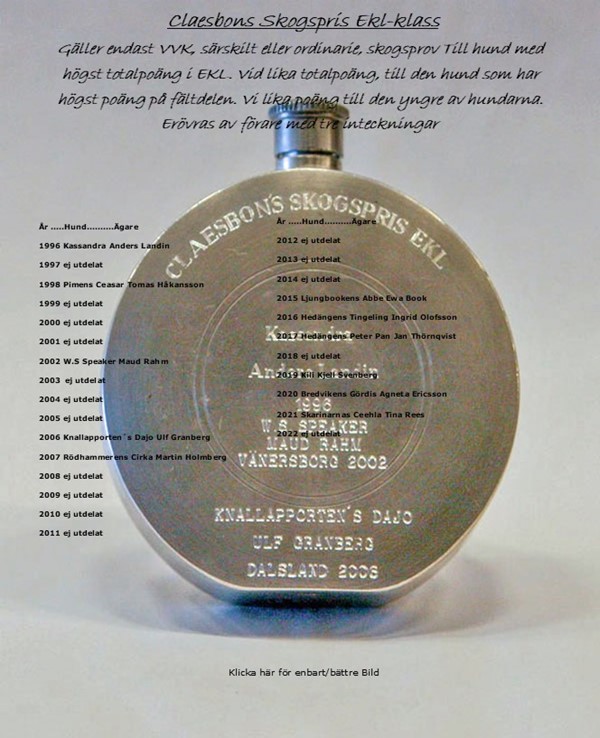 Claesbons Skogspris Ekl-klass
Gäller endast VVK, särskilt eller ordinarie, skogsprov Till hund med
högst totalpoäng i EKL. Vid lika totalpoäng, till den hund som har
högst poäng på fältdelen. Vi lika poäng till den yngre av hundarna.
Erövras av förare med tre inteckningar
År .....Hund..........Ägare
1996 Kassandra Anders Landin
1997 ej utdelat
1998 Pimens Ceasar Tomas Håkansson
1999 ej utdelat
2000 ej utdelat
2001 ej utdelat
2002 W.S Speaker Maud Rahm
2003 ej utdelat
2004 ej utdelat
2005 ej utdelat
2006 Knallapporten´s Dajo Ulf Granberg
2007 Rödhammerens Cirka Martin Holmberg
2008 ej utdelat
2009 ej utdelat
2010 ej utdelat
2011 ej utdelat
År .....Hund..........Ägare
2012 ej utdelat
2013 ej utdelat
2014 ej utdelat
2015 Ljungbookens Abbe Ewa Book
2016 Hedängens Tingeling Ingrid Olofsson
2017 Hedängens Peter Pan Jan Thörnqvist
2018 ej utdelat
2019 Kili Kjell Svenberg
2020 Bredvikens Gördis Agneta Ericsson
2021 Skarinarnas Ceehla Tina Rees
2022 ej utdelat
CLAESBON'S SKOGSPRIS EKL
Kassandra
Anders Landin
1996
W S SPEAKER
MAUD RAHM
VÄNERSBORG 2002
KNALLAPPORTEN'S DAJO
ULF GRANBERG
DALSLAND 2006
Klicka här för enbart/bättre Bild